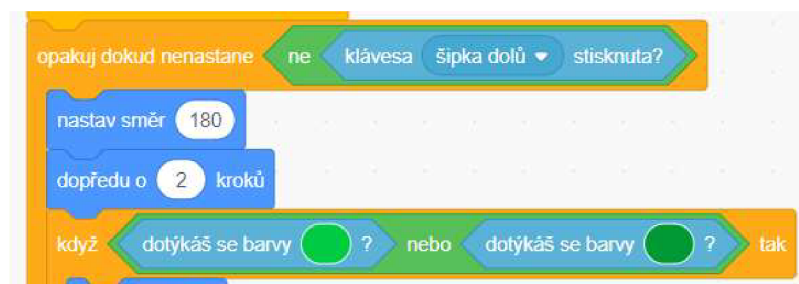 opakuj dokud nenastane ne klávesa šipka dolů stisknuta?
nastav směr 180
dopředu o 2 kroků
když dotýkáš se barvy ? nebo dotýkáš se barvy ? tak